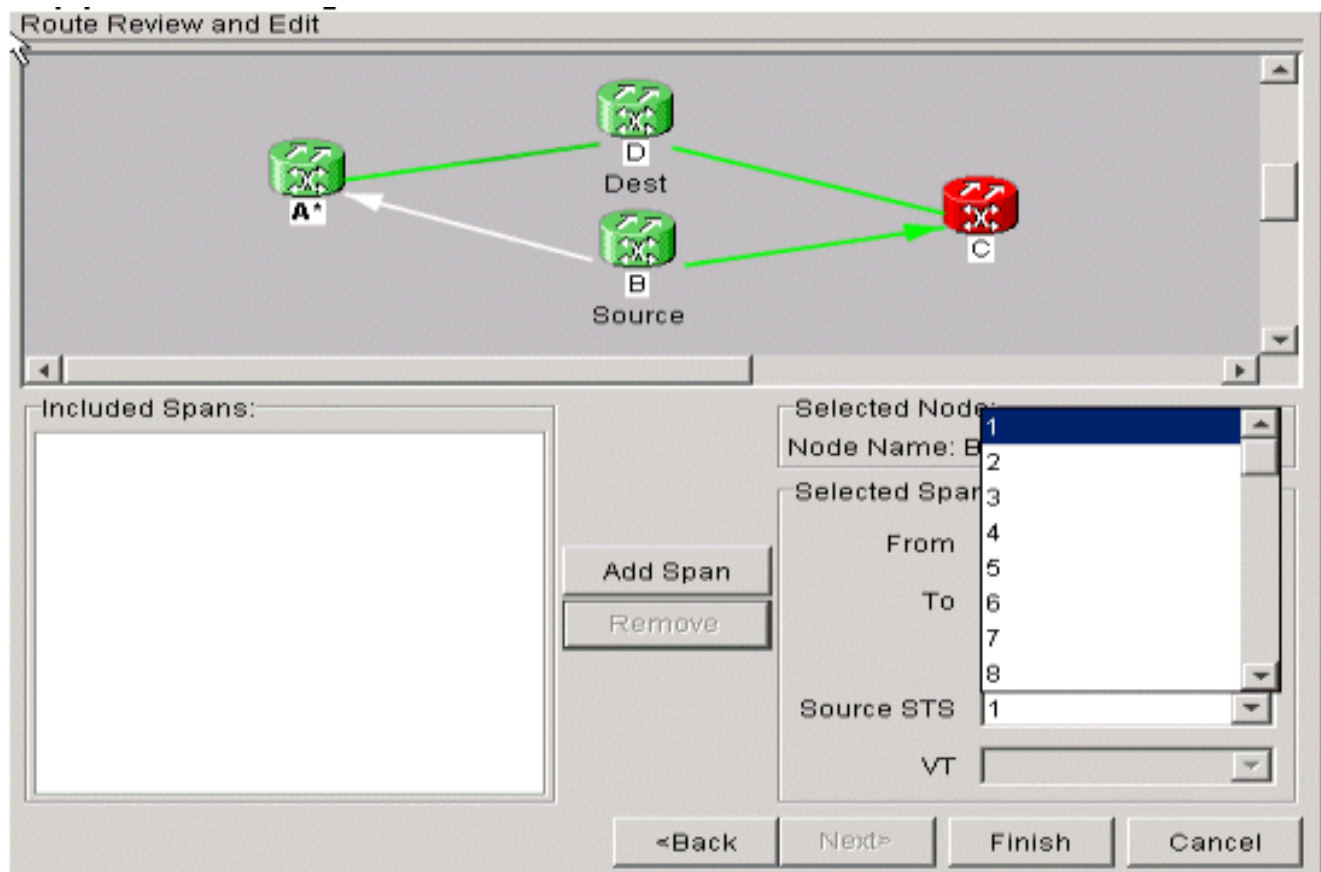 Route Review and Edit
D
Dest
A*
C
B
Source
Included Spans:
Selected Node:
Node Name: B
1
2
Selected Span
3
From
4
5
Add Span
To
6
Remove
7
8
Source STS
1
VT
<Back
Next>
Finish
Cancel